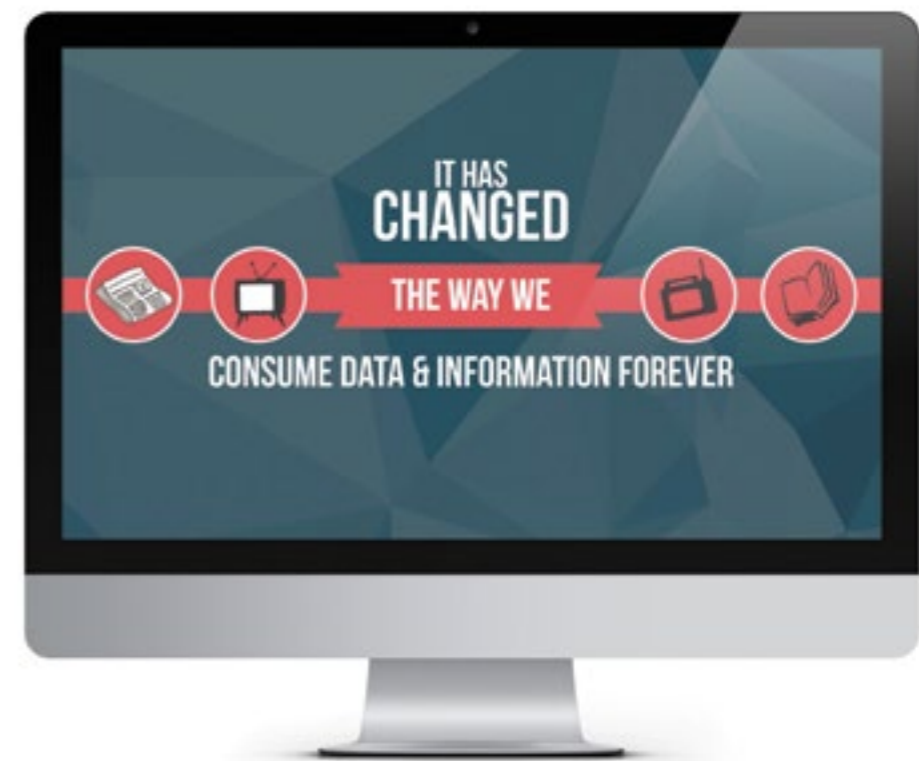 IT HAS
CHANGED
THE WAY WE
CONSUME DATA & INFORMATION FOREVER